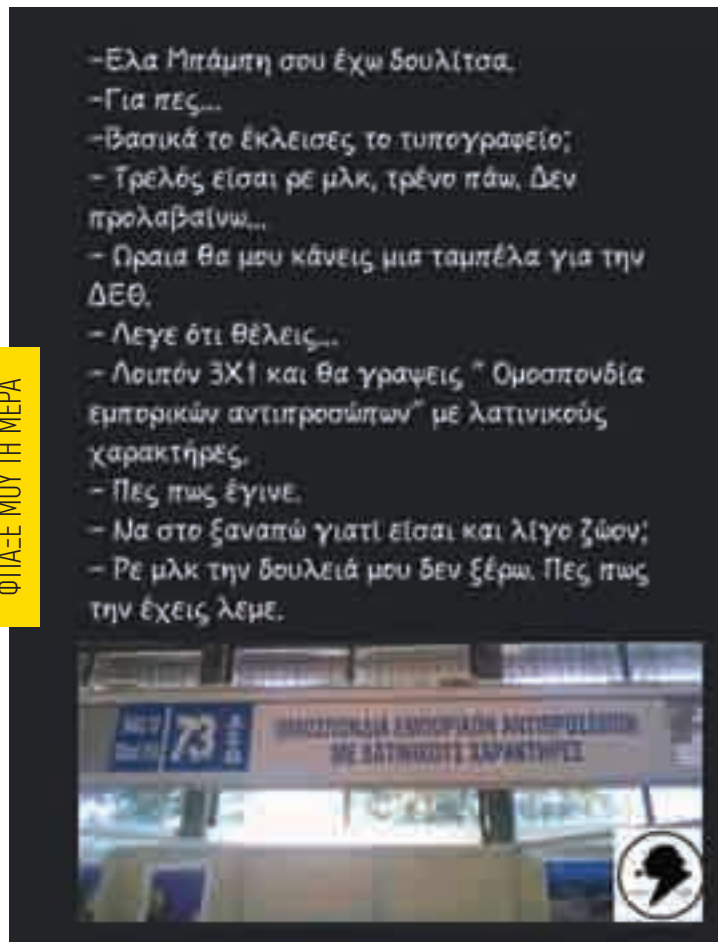 -Ελα Μπάμπη σου έχω δουλίτσα.
-Για πες...
-Βασικά το έκλεισες το τυπογραφείο;
- Τρελός είσαι ρε μλκ, τρένο πάω. Δεν
προλαβαίνω...
- Ωραια θα μου κάνεις μια ταμπέλα για την
ΔΕΘ.
- Λεγε ότι θέλεις...
- Λοιπόν 3Χ1 και θα γραψεις " Ομοσπονδία
εμπορικών αντιπροσώπων" με λατινικούς
χαρακτήρες.
- Πες πως έγινε.
- Να στο ξαναπώ γιατί είσαι και λίγο ζώον;
- Ρε μλκ την δουλειά μου δεν ξέρω. Πες πως
την έχεις λεμε.
ΦΤΙΑΞΕ ΜΟΥ ΤΗ ΜΕΡΑ
73
ΟΜΟΣΠΟΝΔΙΑ ΕΜΠΟΡΙΚΩΝ ΑΝΤΙΠΡΟΣΩΠΩΝ
ΜΕ ΛΑΤΙΝΙΚΟΥΣ ΧΑΡΑΚΤΗΡΕΣ